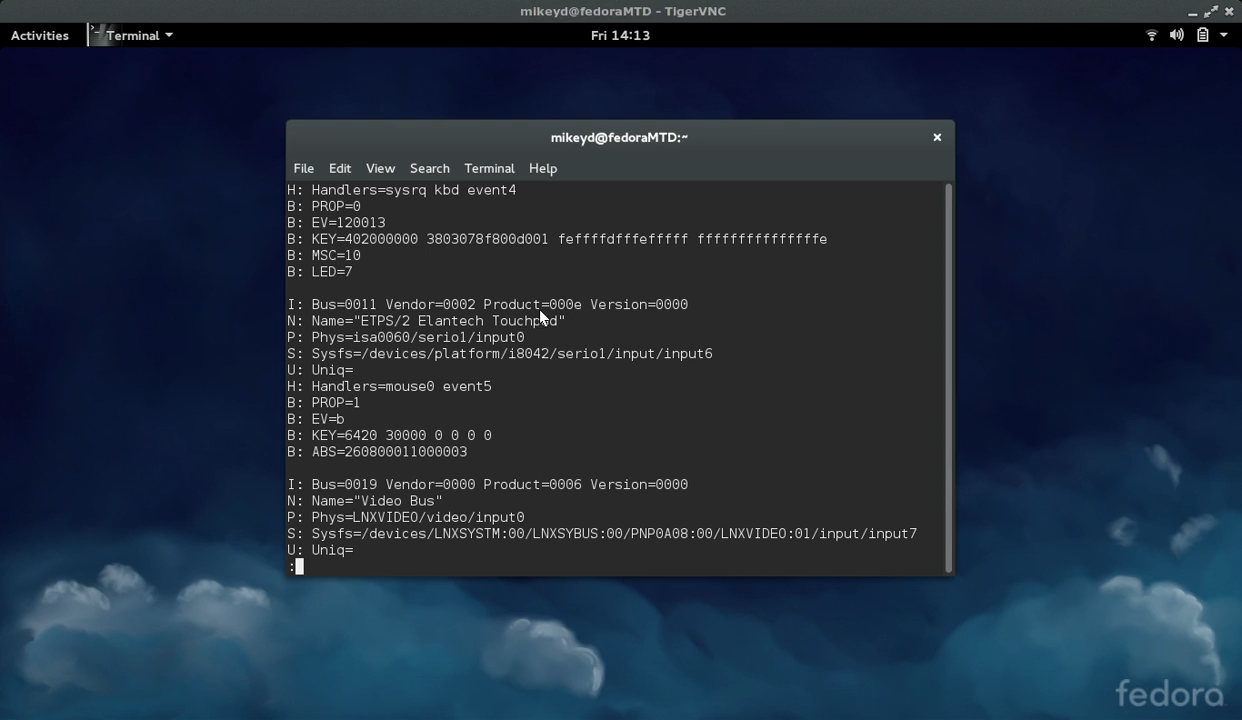 mikeyd@fedoraMTD - TigerVNC
Activities Terminal Fri 14:13
mikeyd@fedoraMTD:~
File Edit View Search Terminal Help
H: Handlers=sysrq kbd event4
B: PROP=0
B: EV=120013
B: KEY=402000000 3803078f800d001 feffffdfffefffff fffffffffffffffe
B: MSC=10
B: LED=7
I: Bus=0011 Vendor=0002 Product=000e Version=0000
N: Name="ETPS/2 Elantech Touchpad"
P: Phys=isa0060/serio1/input0
S: Sysfs=/devices/platform/i8042/serio1/input/input6
U: Uniq=
H: Handlers=mouse0 event5
B: PROP=1
B: EV=b
B: KEY=6420 30000 0 0 0 0
B: ABS=260800011000003
I: Bus=0019 Vendor=0000 Product=0006 Version=0000
N: Name="Video Bus"
P: Phys=LNXVIDEO/video/input0
S: Sysfs=/devices/LNXSYSTM:00/LNXSYBUS:00/PNP0A08:00/LNXVIDEO:01/input/input7
U: Uniq=
:
fedora